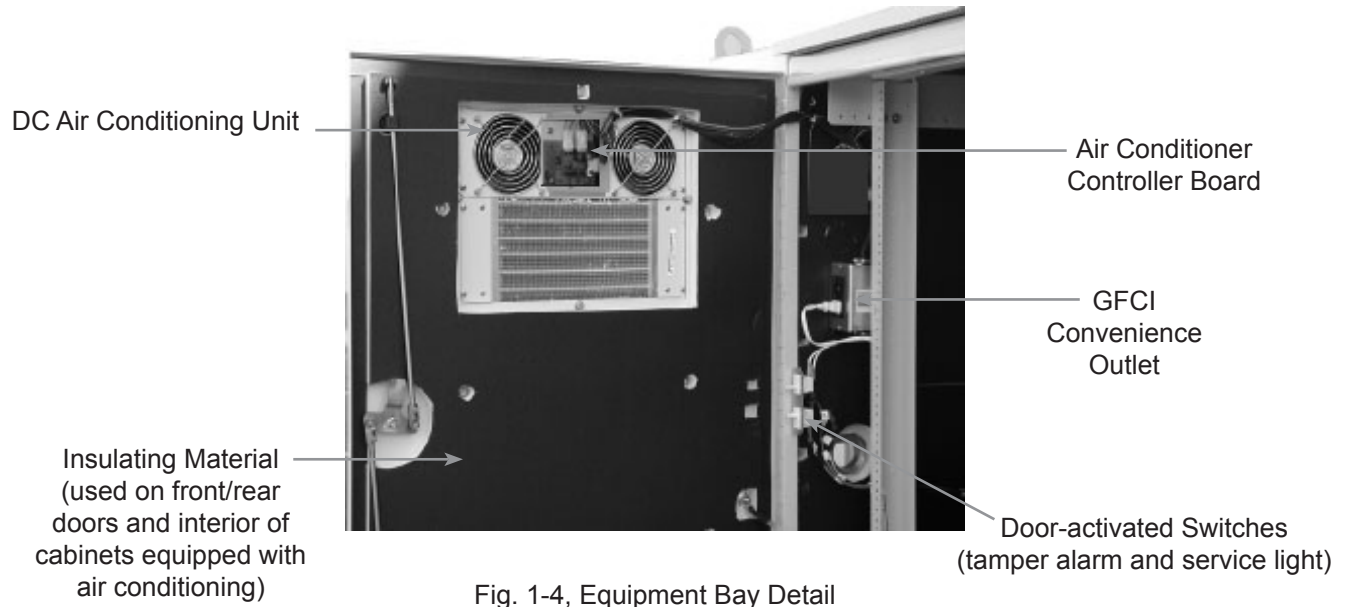 DC Air Conditioning Unit
Air Conditioner
Controller Board
GFCI
Convenience
Outlet
Insulating Material
(used on front/rear
doors and interior of
cabinets equipped with
air conditioning)
Door-activated Switches
(tamper alarm and service light)
Fig. 1-4, Equipment Bay Detail